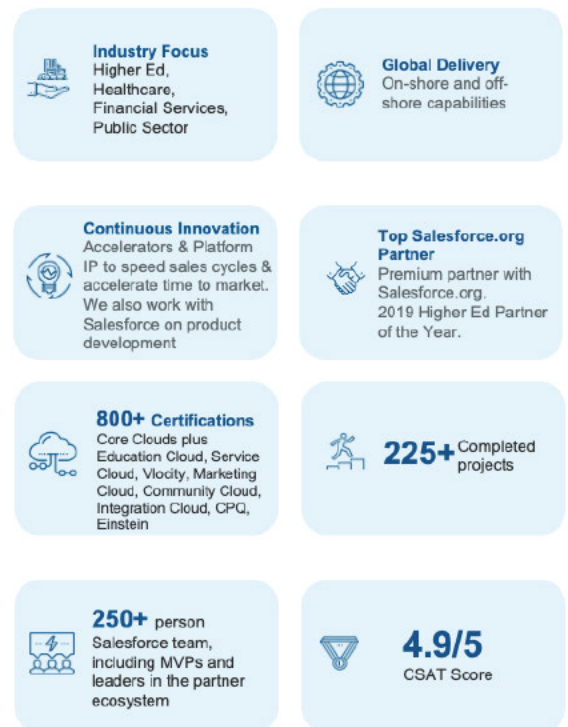 Industry Focus
Higher Ed,
Healthcare,
Financial Services,
Public Sector
Global Delivery
On-shore and off-
shore capabilities
Continuous Innovation
Accelerators & Platform
IP to speed sales cycles &
accelerate time to market.
We also work with
Salesforce on product
development
Top Salesforce.org
Partner
Premium partner with
Salesforce.org.
2019 Higher Ed Partner
of the Year.
800+ Certifications
Core Clouds plus
Education Cloud, Service
Cloud, Vlocity, Marketing
Cloud, Community Cloud,
Integration Cloud, CPQ,
Einstein
225+ Completed
projects
250+ person
Salesforce team,
including MVPs and
leaders in the partner
ecosystem
4.9/5
CSAT Score